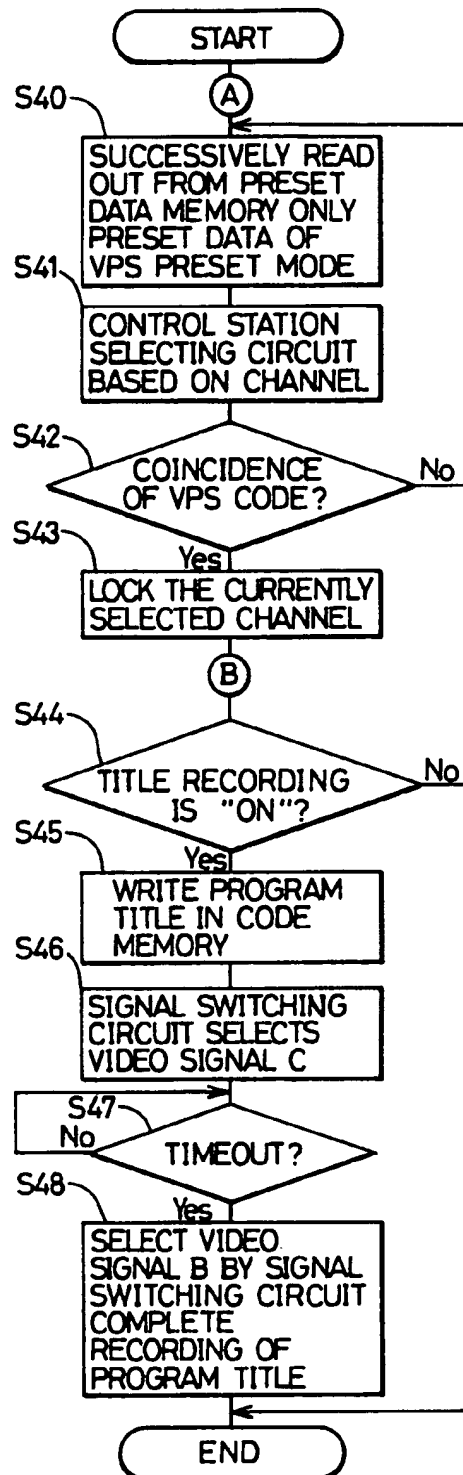 START
A
S40
SUCCESSIVELY READ
OUT FROM PRESET
DATA MEMORY ONLY
PRESET DATA OF
VPS PRESET MODE
S41
CONTROL STATION
SELECTING CIRCUIT
BASED ON CHANNEL
S42
COINCIDENCE
OF VPS CODE?
No
Yes
S43
LOCK THE CURRENTLY
SELECTED CHANNEL
B
S44
TITLE RECORDING
IS "ON"?
No
Yes
S45
WRITE PROGRAM
TITLE IN CODE
MEMORY
S46
SIGNAL SWITCHING
CIRCUIT SELECTS
VIDEO SIGNAL C
S47
TIMEOUT?
No
Yes
S48
SELECT VIDEO
SIGNAL B BY SIGNAL
SWITCHING CIRCUIT
COMPLETE
RECORDING OF
PROGRAM TITLE
END